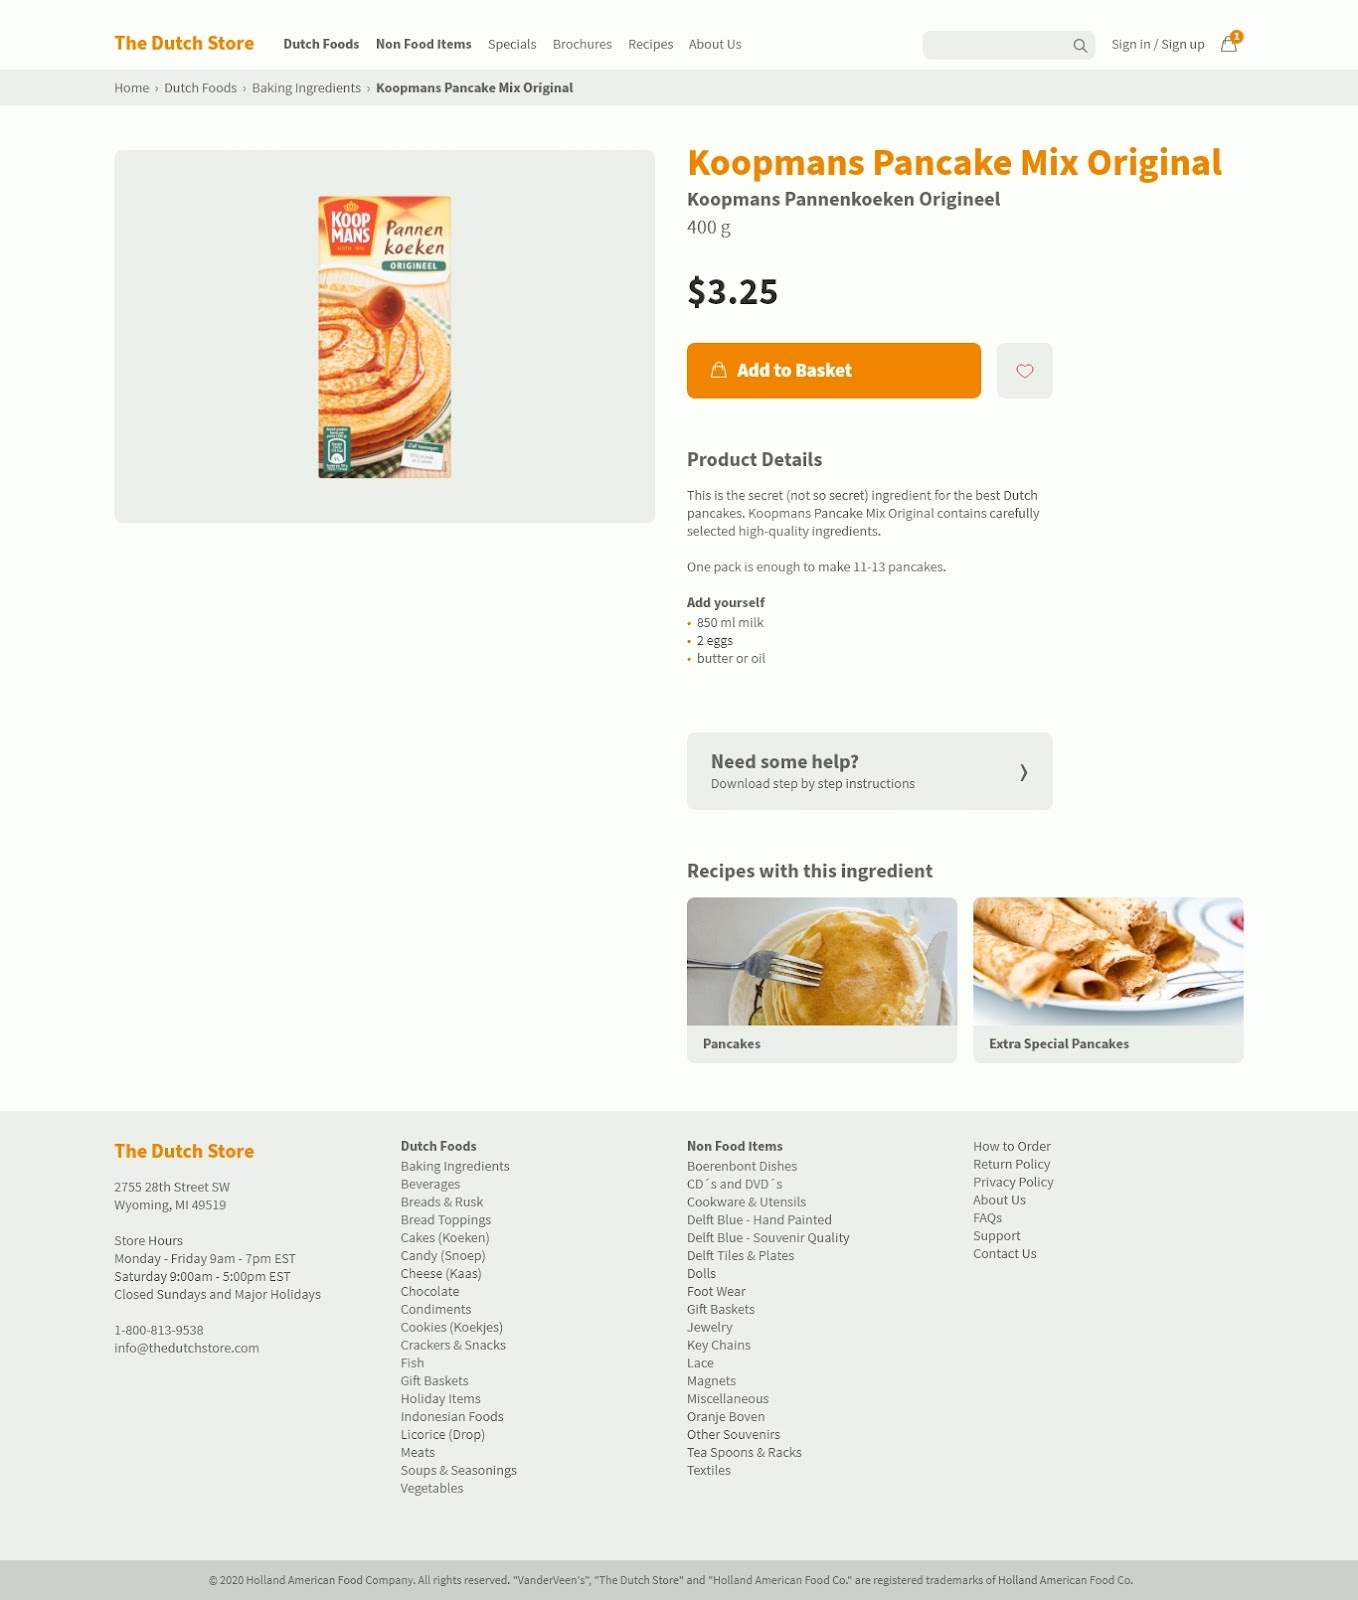 The Dutch Store
Dutch Foods
Non Food Items
Specials
Brochures
Recipes
About Us
Sign in / Sign up
1
Home › Dutch Foods › Baking Ingredients › Koopmans Pancake Mix Original
KOOP
MANS
Pannen
koeken
ORIGINEEL
Koopmans Pancake Mix Original
Koopmans Pannenkoeken Origineel
400 g
$3.25
Add to Basket
Product Details
This is the secret (not so secret) ingredient for the best Dutch
pancakes. Koopmans Pancake Mix Original contains carefully
selected high-quality ingredients.
One pack is enough to make 11-13 pancakes.
Add yourself
• 850 ml milk
• 2 eggs
• butter or oil
Need some help?
Download step by step instructions
Recipes with this ingredient
Pancakes
Extra Special Pancakes
The Dutch Store
2755 28th Street SW
Wyoming, MI 49519
Store Hours
Monday - Friday 9am - 7pm EST
Saturday 9:00am - 5:00pm EST
Closed Sundays and Major Holidays
1-800-813-9538
info@thedutchstore.com
Dutch Foods
Baking Ingredients
Beverages
Breads & Rusk
Bread Toppings
Cakes (Koeken)
Candy (Snoep)
Cheese (Kaas)
Chocolate
Condiments
Cookies (Koekjes)
Crackers & Snacks
Fish
Gift Baskets
Holiday Items
Indonesian Foods
Licorice (Drop)
Meats
Soups & Seasonings
Vegetables
Non Food Items
Boerenbont Dishes
CD´s and DVD´s
Cookware & Utensils
Delft Blue - Hand Painted
Delft Blue - Souvenir Quality
Delft Tiles & Plates
Dolls
Foot Wear
Gift Baskets
Jewelry
Key Chains
Lace
Magnets
Miscellaneous
Oranje Boven
Other Souvenirs
Tea Spoons & Racks
Textiles
How to Order
Return Policy
Privacy Policy
About Us
FAQs
Support
Contact Us
© 2020 Holland American Food Company. All rights reserved. "VanderVeen's", "The Dutch Store" and "Holland American Food Co." are registered trademarks of Holland American Food Co.